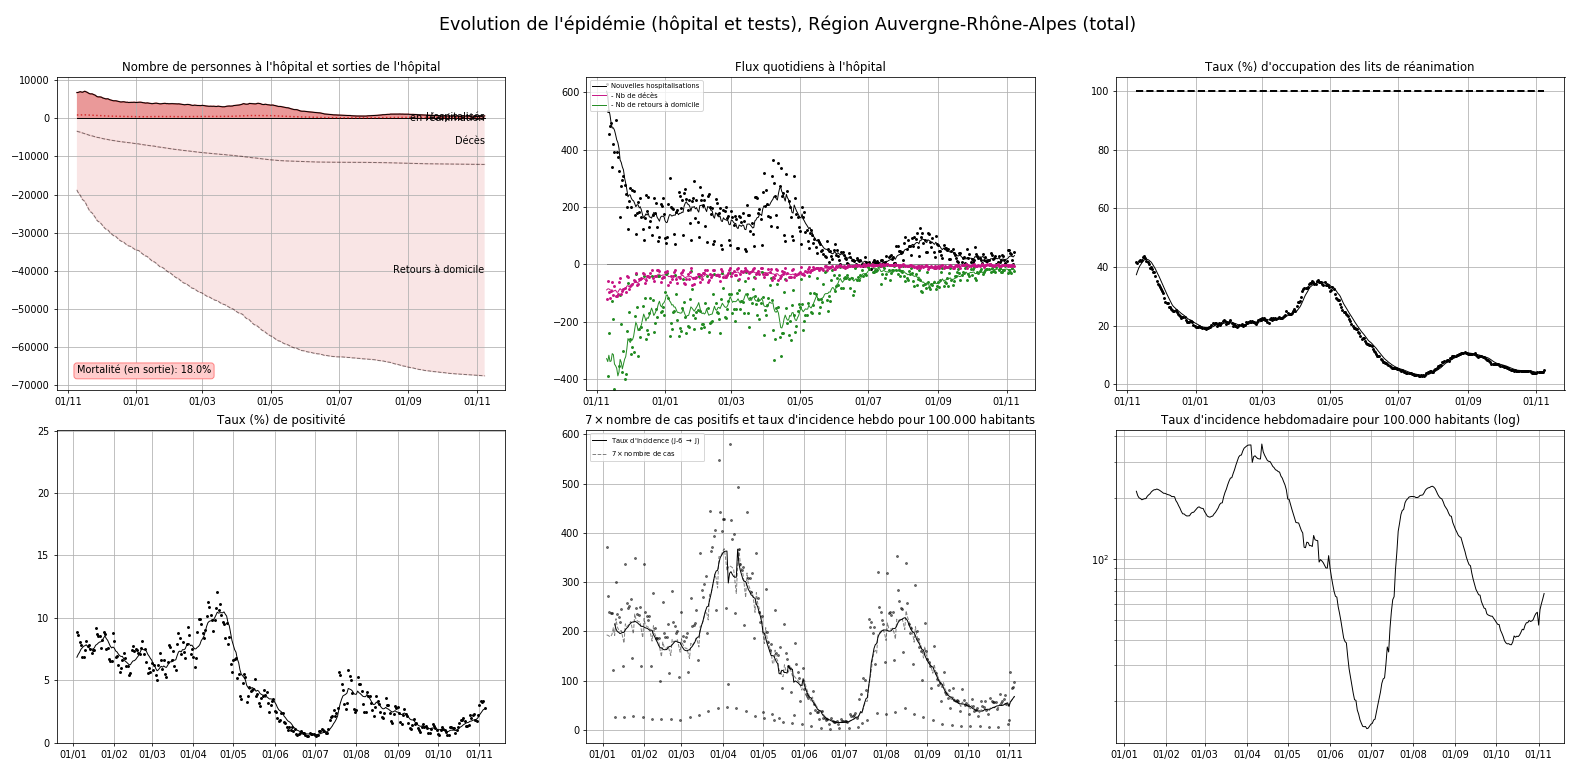 Evolution de l'épidémie (hôpital et tests), Région Auvergne-Rhône-Alpes (total)
Nombre de personnes à l'hôpital et sorties de l'hôpital
10000
0
−10000
−20000
−30000
−40000
−50000
−60000
−70000
Hospitalisés
en réanimation
Décès
Retours à domicile
Mortalité (en sortie): 18.0%
01/11 01/01 01/03 01/05 01/07 01/09 01/11
Flux quotidiens à l'hôpital
Nouvelles hospitalisations
- Nb de décès
- Nb de retours à domicile
600
400
200
0
−200
−400
01/11 01/01 01/03 01/05 01/07 01/09 01/11
Taux (%) d'occupation des lits de réanimation
100
80
60
40
20
0
01/11 01/01 01/03 01/05 01/07 01/09 01/11
Taux (%) de positivité
25
20
15
10
5
0
01/01 01/02 01/03 01/04 01/05 01/06 01/07 01/08 01/09 01/10 01/11
7 × nombre de cas positifs et taux d'incidence hebdo pour 100.000 habitants
Taux d'incidence (j-6 → j)
7 × nombre de cas
600
500
400
300
200
100
0
01/01 01/02 01/03 01/04 01/05 01/06 01/07 01/08 01/09 01/10 01/11
Taux d'incidence hebdomadaire pour 100.000 habitants (log)
10²
01/01 01/02 01/03 01/04 01/05 01/06 01/07 01/08 01/09 01/10 01/11